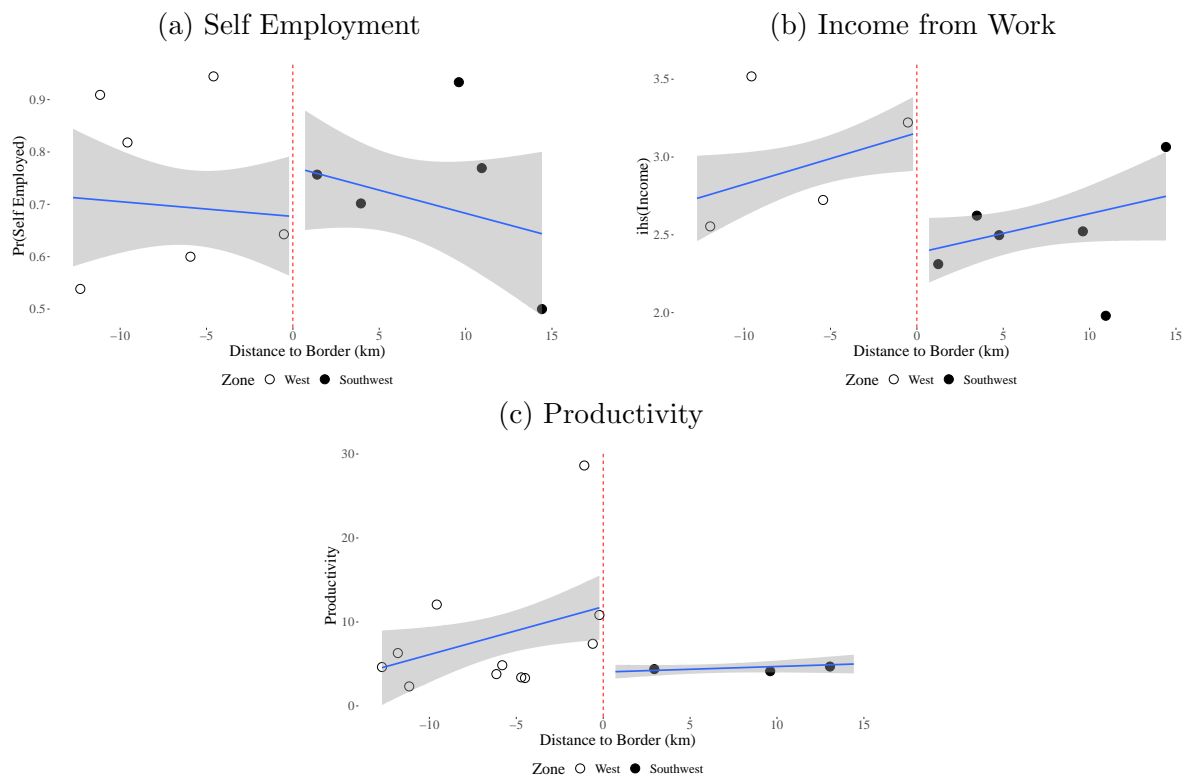 (a) Self Employment
Pr(Self Employed)
0.9
0.8
0.7
0.6
0.5
−10 −5 0 5 10 15
Distance to Border (km)
Zone West Southwest
(b) Income from Work
ihs(Income)
3.5
3.0
2.5
2.0
−10 −5 0 5 10 15
Distance to Border (km)
Zone West Southwest
(c) Productivity
Productivity
30
20
10
0
−10 −5 0 5 10 15
Distance to Border (km)
Zone West Southwest